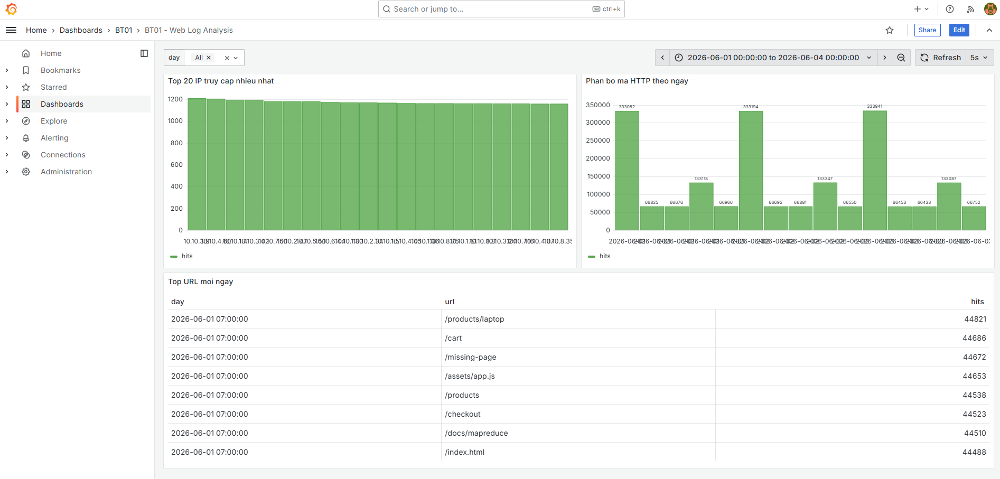 Search or jump to...
ctrl+k
Home
Dashboards
BT01
BT01 - Web Log Analysis
Share
Edit
Home
Bookmarks
Starred
Dashboards
Explore
Alerting
Connections
Administration
day
All
2026-06-01 00:00:00 to 2026-06-04 00:00:00
Refresh
5s
Top 20 IP truy cap nhieu nhat
1200
1000
800
600
400
200
0
hits
Phan bo ma HTTP theo ngay
350000
300000
250000
200000
150000
100000
50000
0
333082
66825
66676
133118
66966
333194
66695
66881
133347
66550
333941
66453
66433
133087
66752
hits
Top URL moi ngay
day url hits
2026-06-01 07:00:00 /products/laptop 44821
2026-06-01 07:00:00 /cart 44686
2026-06-01 07:00:00 /missing-page 44672
2026-06-01 07:00:00 /assets/app.js 44653
2026-06-01 07:00:00 /products 44538
2026-06-01 07:00:00 /checkout 44523
2026-06-01 07:00:00 /docs/mapreduce 44510
2026-06-01 07:00:00 /index.html 44488